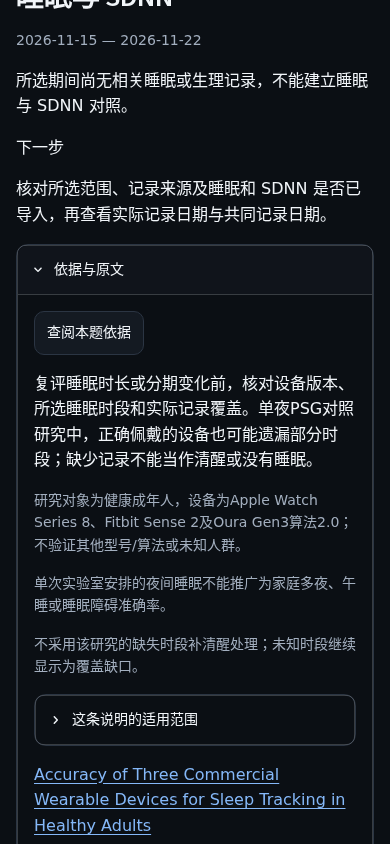 睡眠与 SDNN
2026-11-15 — 2026-11-22
所选期间尚无相关睡眠或生理记录，不能建立睡眠
与 SDNN 对照。
下一步
核对所选范围、记录来源及睡眠和 SDNN 是否已
导入，再查看实际记录日期与共同记录日期。
依据与原文
查阅本题依据
复评睡眠时长或分期变化前，核对设备版本、
所选睡眠时段和实际记录覆盖。单夜PSG对照
研究中，正确佩戴的设备也可能遗漏部分时
段；缺少记录不能当作清醒或没有睡眠。
研究对象为健康成年人，设备为Apple Watch
Series 8、Fitbit Sense 2及Oura Gen3算法2.0；
不验证其他型号/算法或未知人群。
单次实验室安排的夜间睡眠不能推广为家庭多夜、午
睡或睡眠障碍准确率。
不采用该研究的缺失时段补清醒处理；未知时段继续
显示为覆盖缺口。
这条说明的适用范围
Accuracy of Three Commercial
Wearable Devices for Sleep Tracking in
Healthy Adults